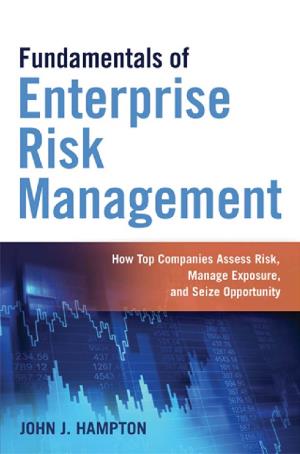 Fundamentals of
Enterprise
Risk
Management
How Top Companies Assess Risk,
Manage Exposure,
and Seize Opportunity
JOHN J. HAMPTON